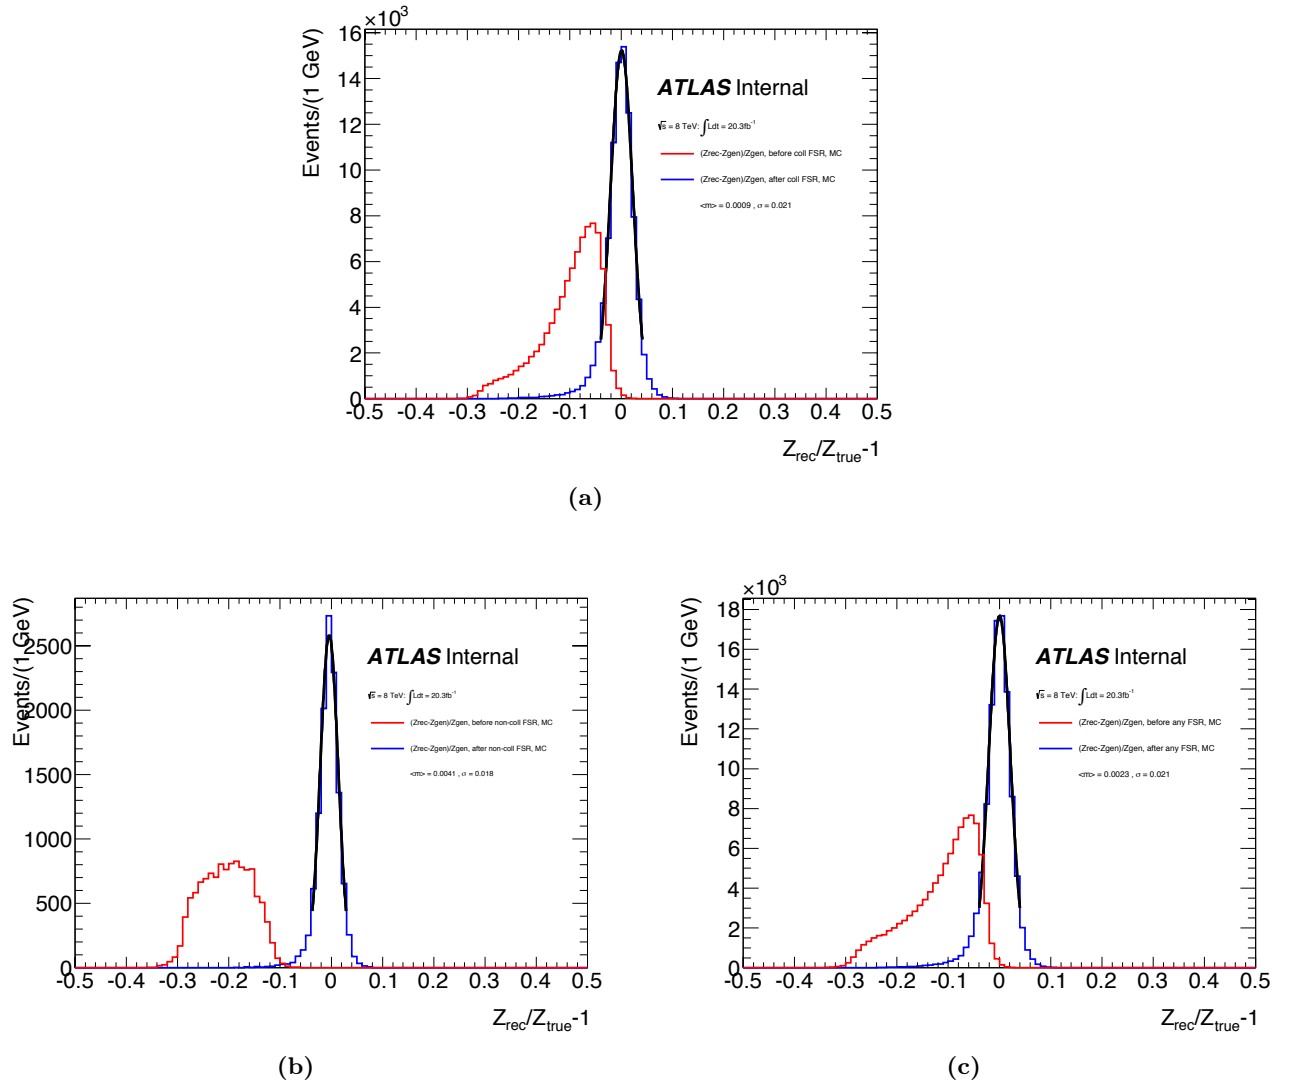 ×10³
Events/(1 GeV)
16
14
12
10
8
6
4
2
0
ATLAS Internal
√s = 8 TeV: ∫Ldt = 20.3fb⁻¹
(Zrec-Zgen)/Zgen, before coll FSR, MC
(Zrec-Zgen)/Zgen, after coll FSR, MC
<m> = 0.0009 , σ = 0.021
-0.5 -0.4 -0.3 -0.2 -0.1 0 0.1 0.2 0.3 0.4 0.5
Z_rec/Z_true-1
(a)
Events/(1 GeV)
2500
2000
1500
1000
500
0
ATLAS Internal
√s = 8 TeV: ∫Ldt = 20.3fb⁻¹
(Zrec-Zgen)/Zgen, before non-coll FSR, MC
(Zrec-Zgen)/Zgen, after non-coll FSR, MC
<m> = 0.0041 , σ = 0.018
-0.5 -0.4 -0.3 -0.2 -0.1 0 0.1 0.2 0.3 0.4 0.5
Z_rec/Z_true-1
(b)
×10³
Events/(1 GeV)
18
16
14
12
10
8
6
4
2
0
ATLAS Internal
√s = 8 TeV: ∫Ldt = 20.3fb⁻¹
(Zrec-Zgen)/Zgen, before any FSR, MC
(Zrec-Zgen)/Zgen, after any FSR, MC
<m> = 0.0023 , σ = 0.021
-0.5 -0.4 -0.3 -0.2 -0.1 0 0.1 0.2 0.3 0.4 0.5
Z_rec/Z_true-1
(c)